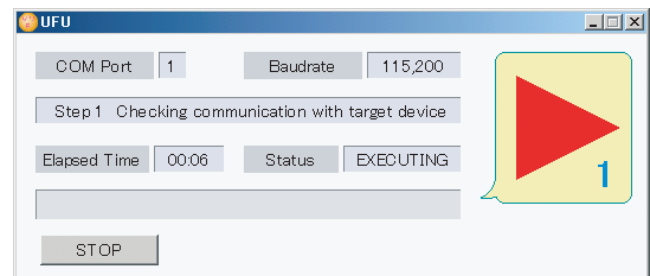 UFU
COM Port 1 Baudrate 115,200
Step 1 Checking communication with target device
Elapsed Time 00:06 Status EXECUTING
1
STOP